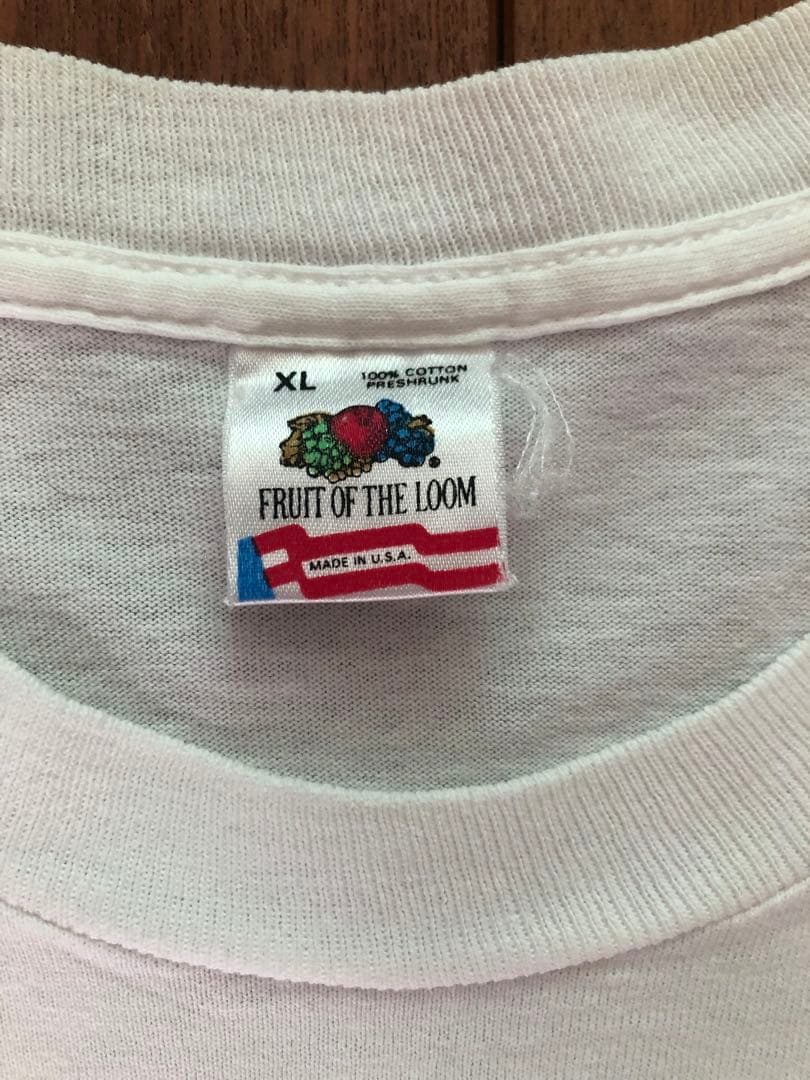 XL
100% COTTON
PRESHRUNK
®
FRUIT OF THE LOOM
MADE IN U.S.A.